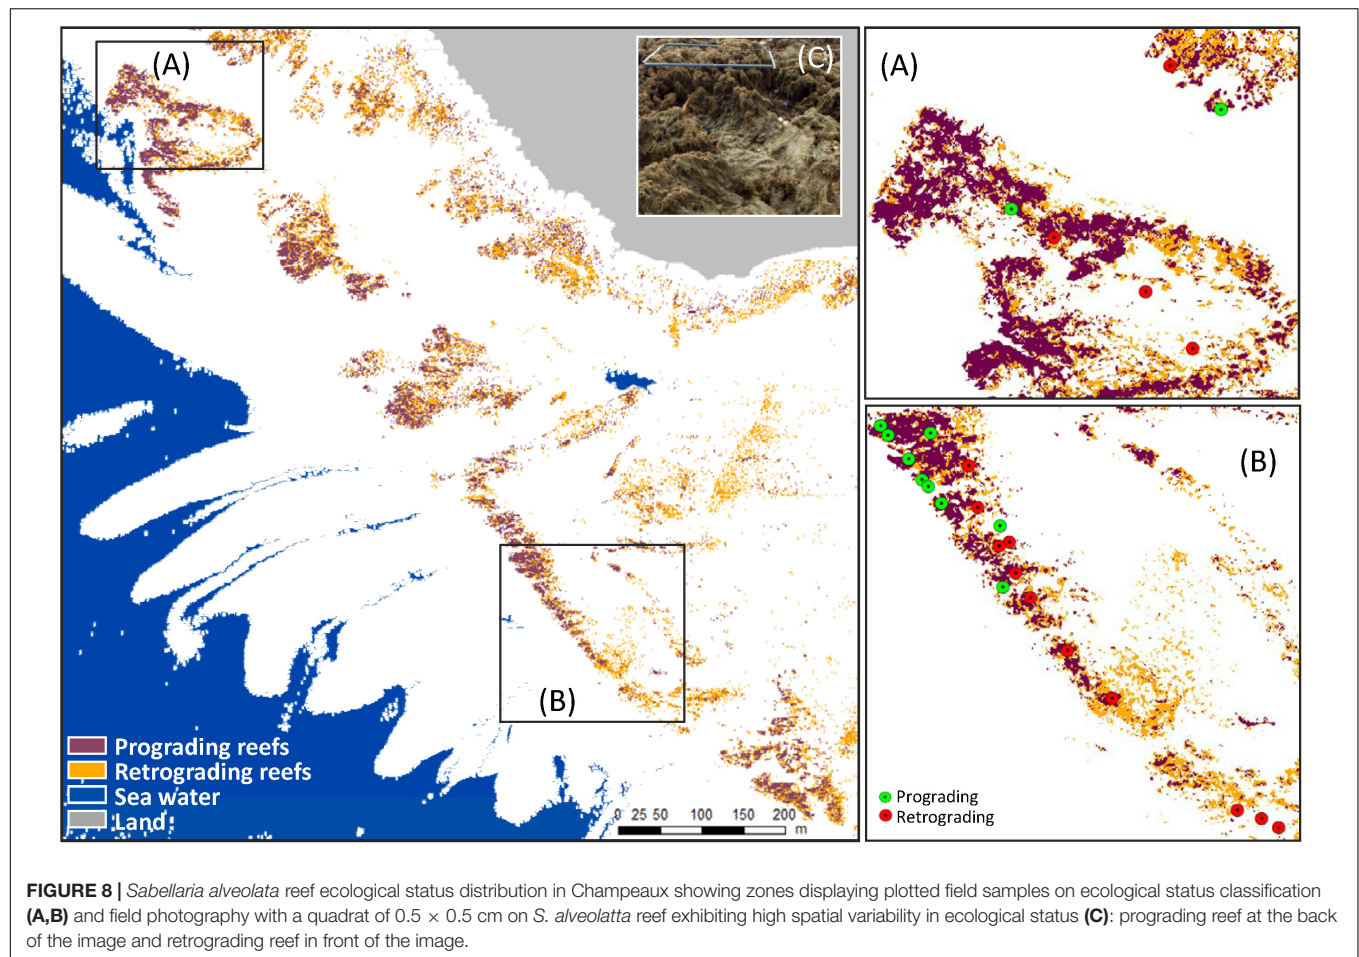 (A)
(C)
(B)
Prograding reefs
Retrograding reefs
Sea water
Land
0 25 50 100 150 200
m
(A)
(B)
Prograding
Retrograding
FIGURE 8 | Sabellaria alveolata reef ecological status distribution in Champeaux showing zones displaying plotted field samples on ecological status classification
(A,B) and field photography with a quadrat of 0.5 × 0.5 cm on S. alveolatta reef exhibiting high spatial variability in ecological status (C): prograding reef at the back
of the image and retrograding reef in front of the image.